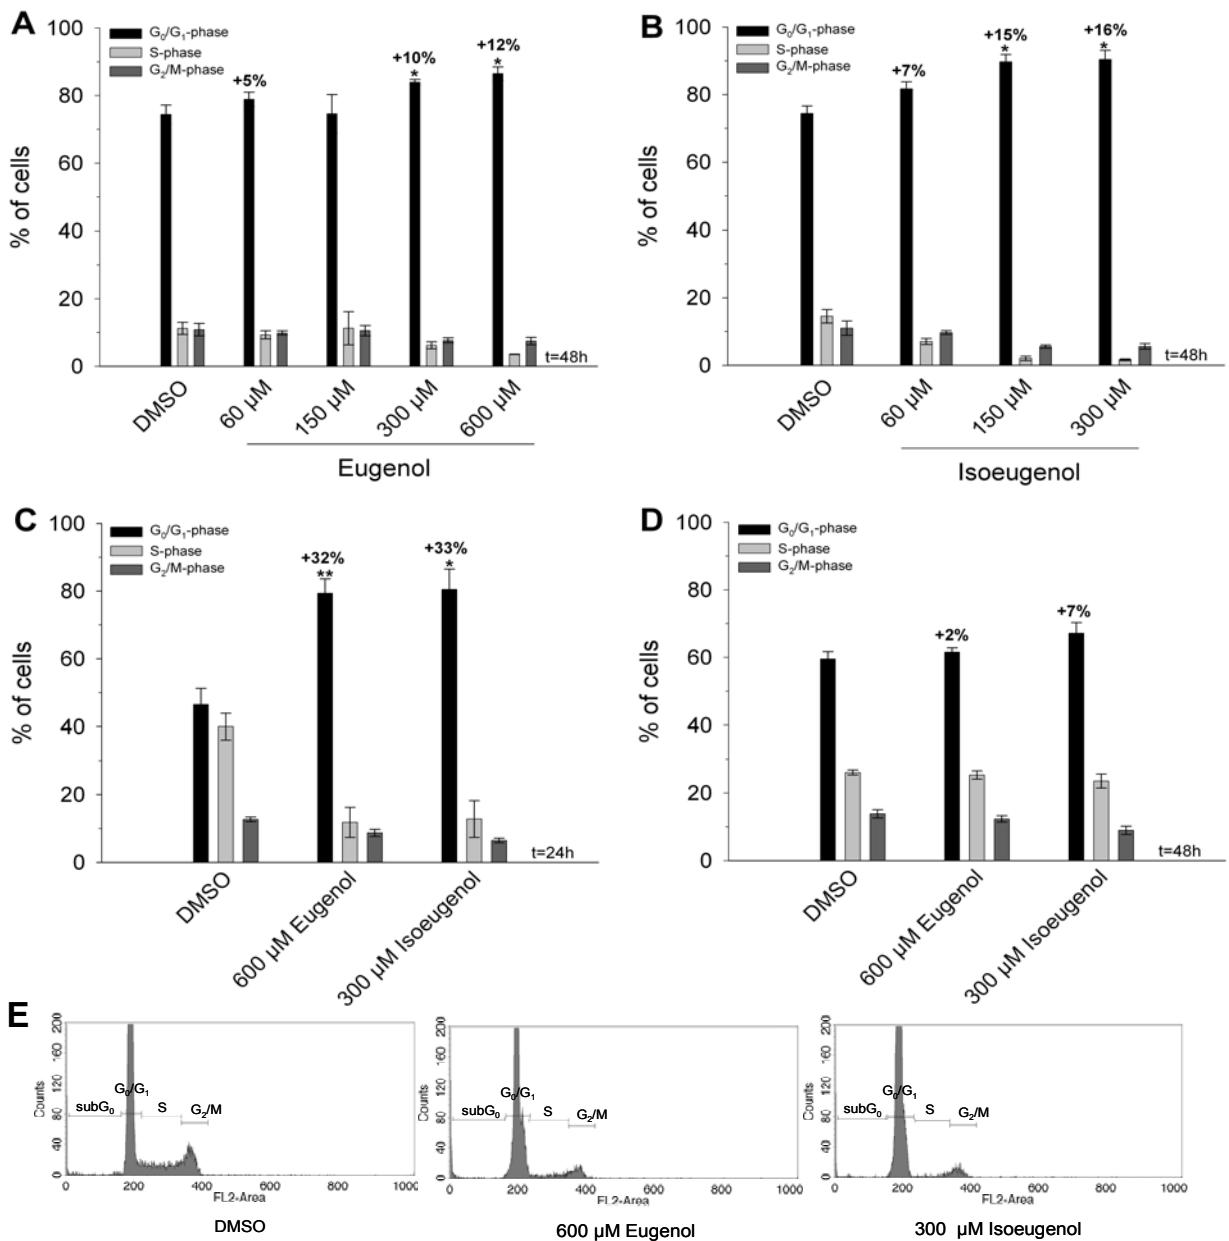 A
100
80
60
40
20
0
% of cells
G₀/G₁-phase
S-phase
G₂/M-phase
+5%
+10%
*
+12%
*
t=48h
DMSO
60 µM
150 µM
300 µM
600 µM
Eugenol
B
100
80
60
40
20
0
% of cells
G₀/G₁-phase
S-phase
G₂/M-phase
+7%
+15%
*
+16%
*
t=48h
DMSO
60 µM
150 µM
300 µM
Isoeugenol
C
100
80
60
40
20
0
% of cells
G₀/G₁-phase
S-phase
G₂/M-phase
+32%
**
+33%
*
t=24h
DMSO
600 µM Eugenol
300 µM Isoeugenol
D
100
80
60
40
20
0
% of cells
G₀/G₁-phase
S-phase
G₂/M-phase
+2%
+7%
t=48h
DMSO
600 µM Eugenol
300 µM Isoeugenol
E
200
160
120
80
40
0
Counts
subG₀
G₀/G₁
S
G₂/M
0 200 400 600 800 1000
FL2-Area
DMSO
200
160
120
80
40
0
Counts
subG₀
G₀/G₁
S
G₂/M
0 200 400 600 800 1000
FL2-Area
600 µM Eugenol
200
160
120
80
40
0
Counts
subG₀
G₀/G₁
S
G₂/M
0 200 400 600 800 1000
FL2-Area
300 µM Isoeugenol